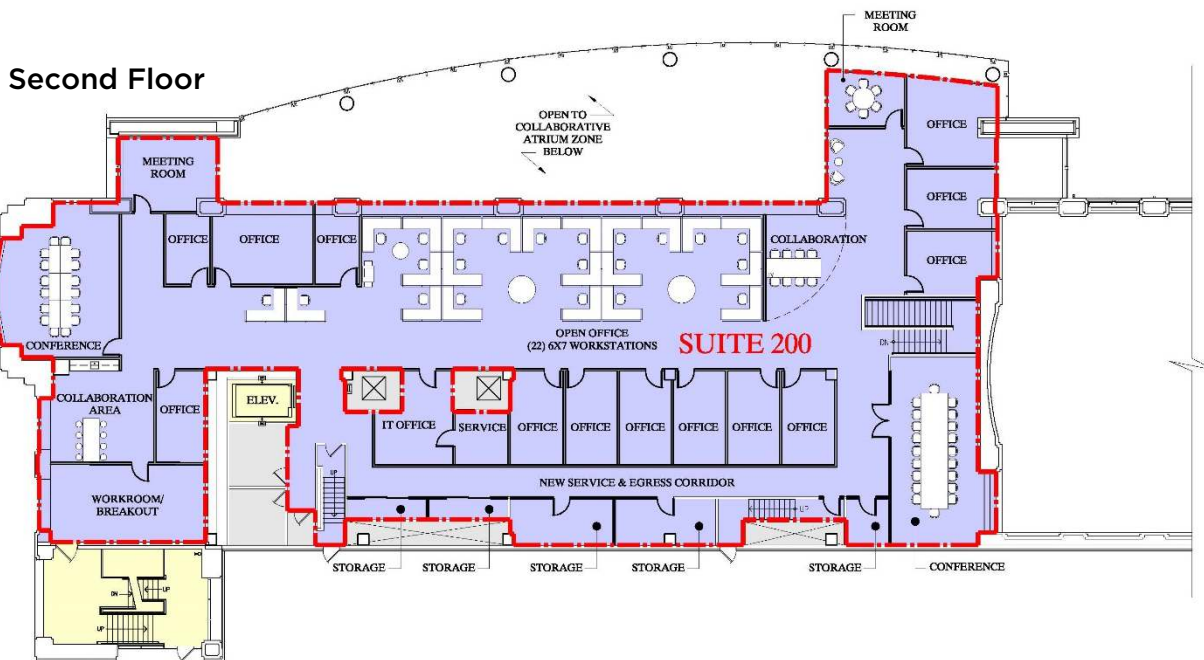 MEETING
ROOM
Second Floor
OPEN TO
COLLABORATIVE
ATRIUM ZONE
BELOW
OFFICE
MEETING
ROOM
OFFICE
OFFICE
OFFICE
OFFICE
COLLABORATION
OFFICE
OPEN OFFICE
(22) 6X7 WORKSTATIONS
SUITE 200
DN
CONFERENCE
COLLABORATION
AREA
OFFICE
ELEV.
IT OFFICE
SERVICE
OFFICE
OFFICE
OFFICE
OFFICE
OFFICE
OFFICE
UP
NEW SERVICE & EGRESS CORRIDOR
WORKROOM/
BREAKOUT
UP
STORAGE
STORAGE
STORAGE
STORAGE
STORAGE
CONFERENCE
DN
UP
UP